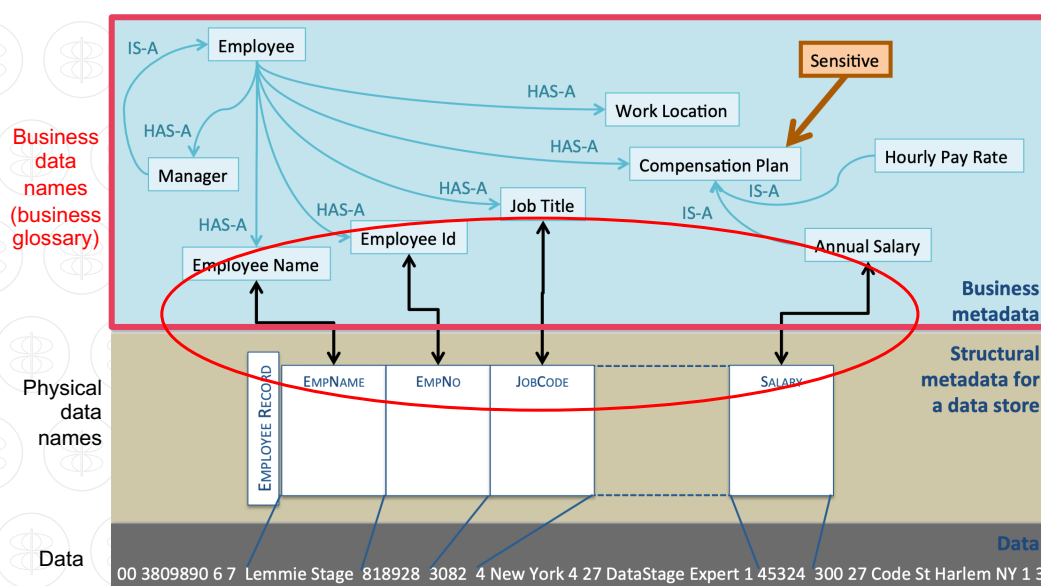 Employee
IS-A
Sensitive
HAS-A
Work Location
HAS-A
HAS-A
Business
data
names
(business
glossary)
Manager
Compensation Plan
Hourly Pay Rate
HAS-A
IS-A
Job Title
HAS-A
HAS-A
IS-A
Employee Id
Annual Salary
Employee Name
Business
metadata
Structural
metadata for
a data store
Physical
data
names
EMPLOYEE RECORD
EMPNAME
EMPNO
JOBCODE
SALARY
Data
Data
00 3809890 6 7 Lemmie Stage 818928 3082 4 New York 4 27 DataStage Expert 1 45324 300 27 Code St Harlem NY 1 3